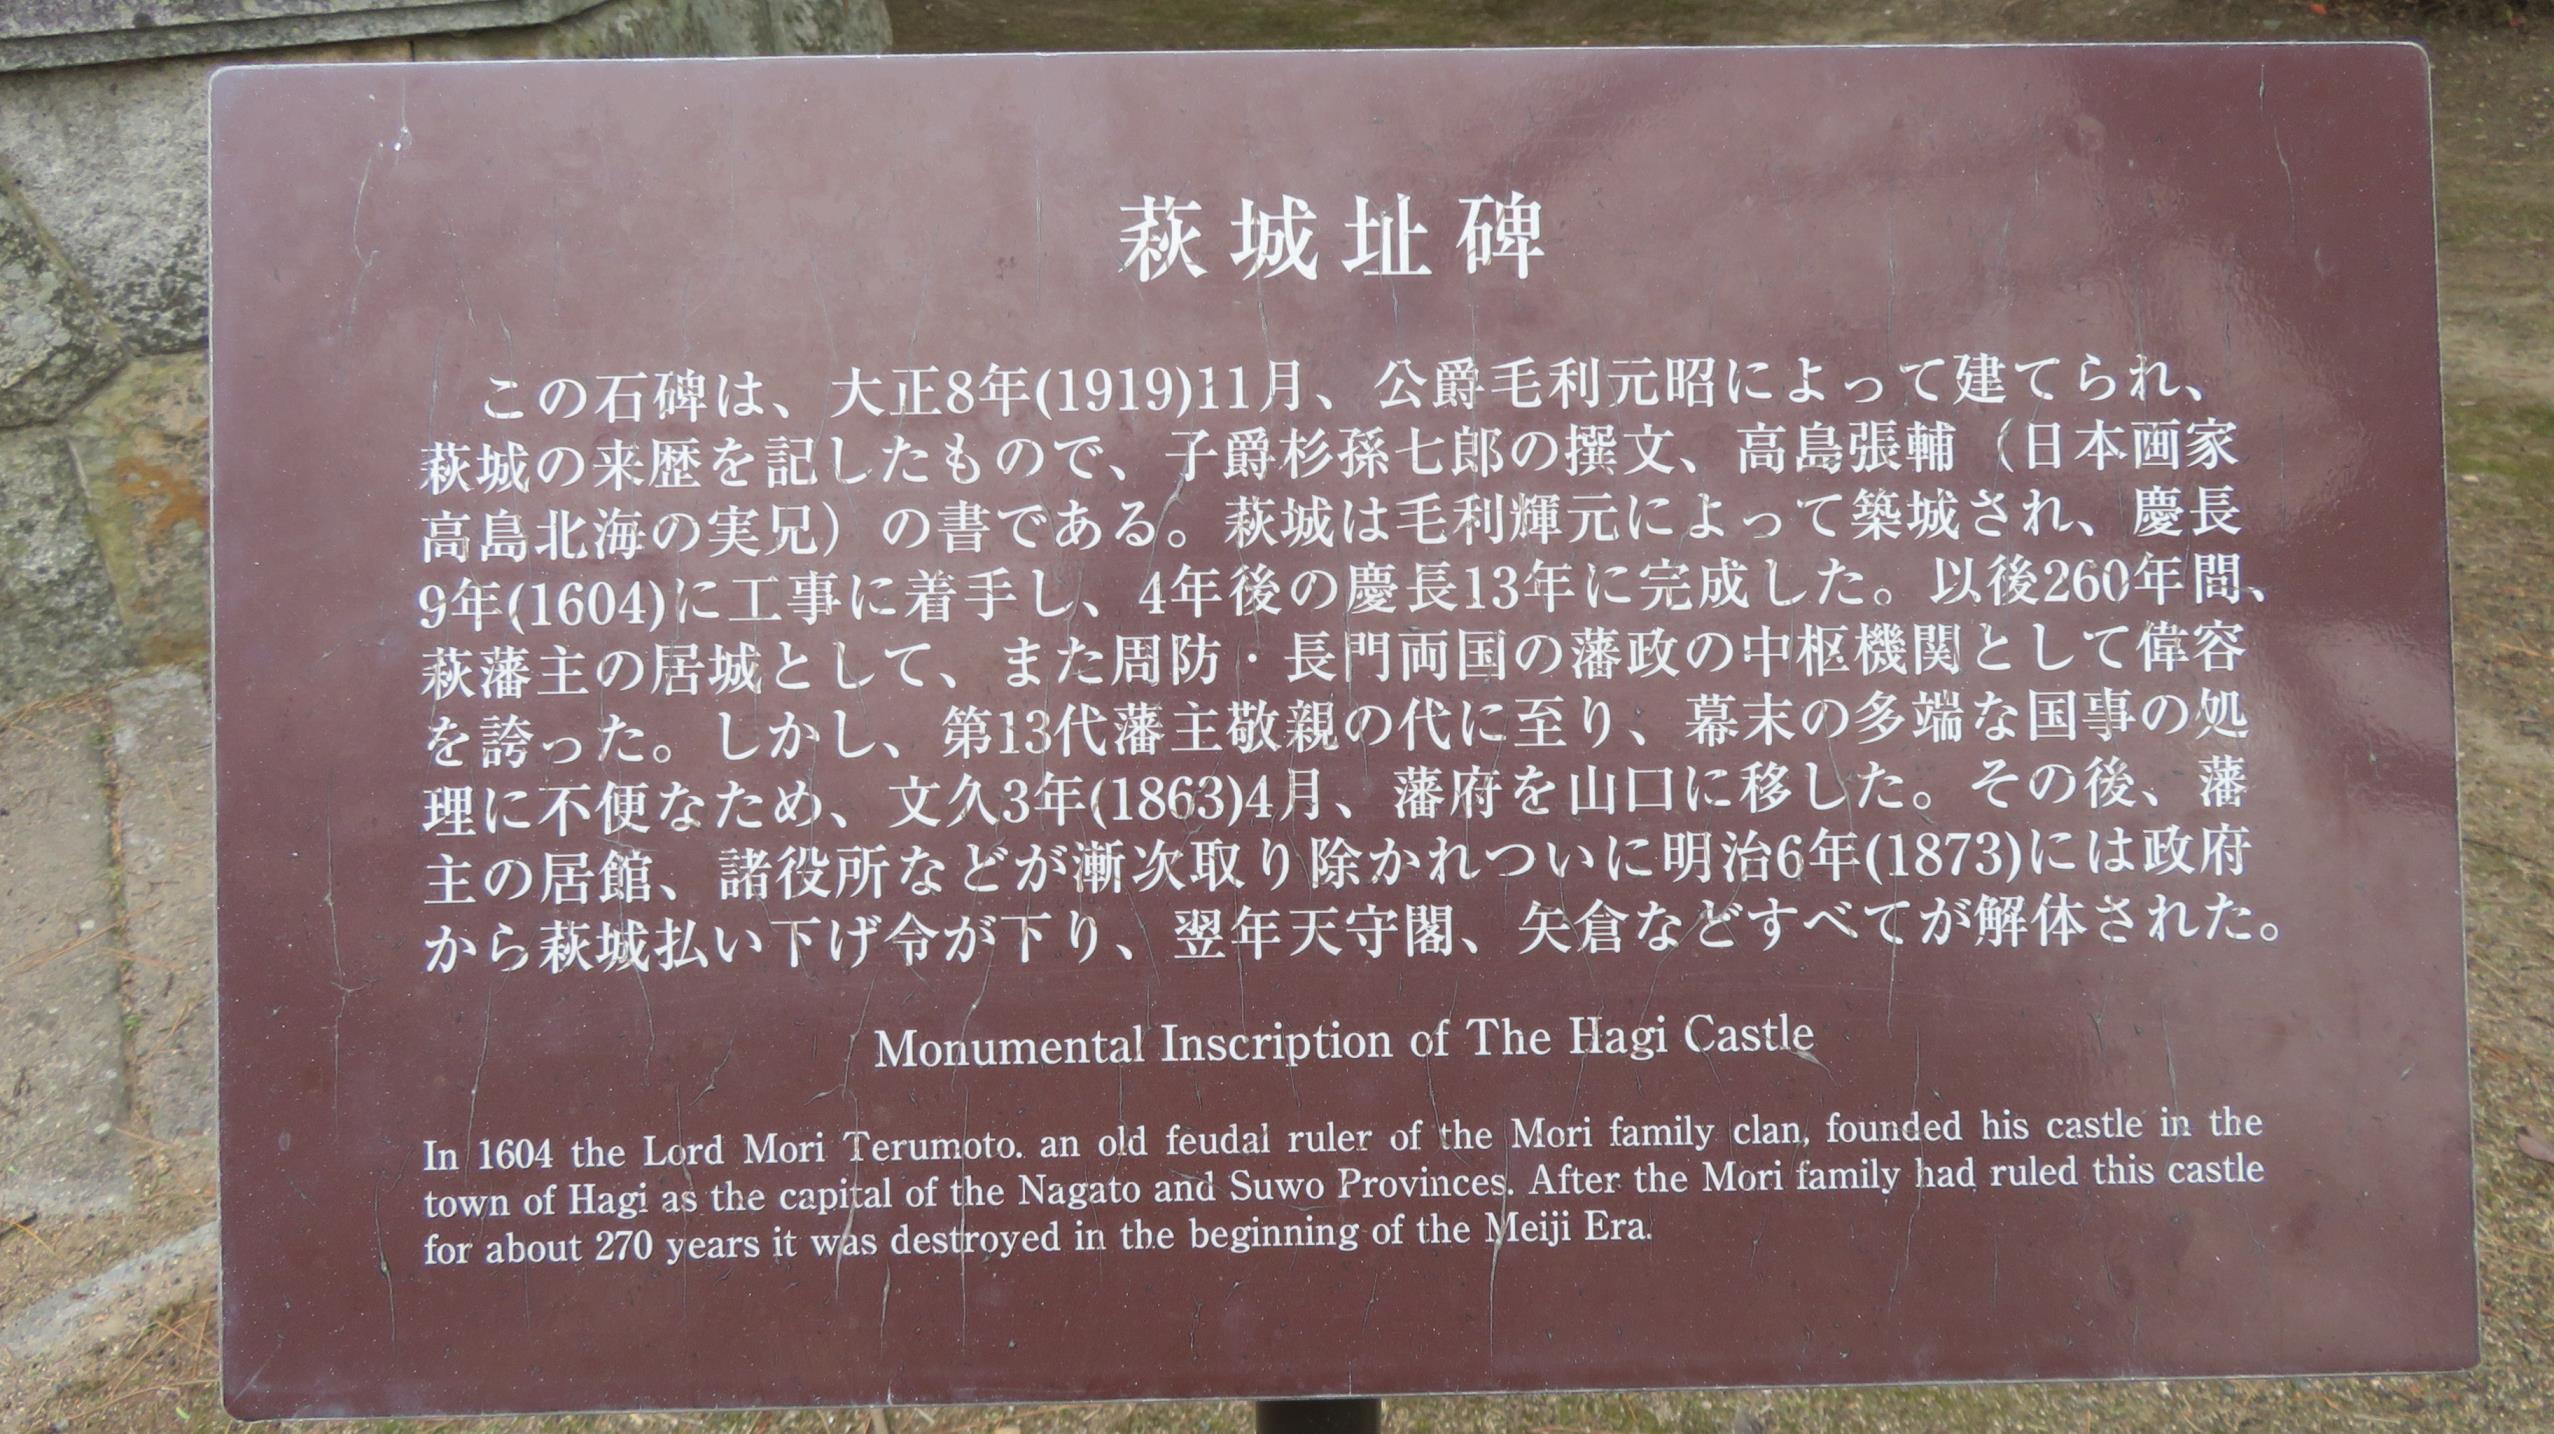 萩城址碑
この石碑は、大正8年(1919)11月、公爵毛利元昭によって建てられ、
萩城の来歴を記したもので、子爵杉孫七郎の撰文、高島張輔（日本画家
高島北海の実兄）の書である。萩城は毛利輝元によって築城され、慶長
9年(1604)に工事に着手し、4年後の慶長13年に完成した。以後260年間、
萩藩主の居城として、また周防・長門両国の藩政の中枢機関として偉容
を誇った。しかし、第13代藩主敬親の代に至り、幕末の多端な国事の処
理に不便なため、文久3年(1863)4月、藩府を山口に移した。その後、藩
主の居館、諸役所などが漸次取り除かれついに明治6年(1873)には政府
から萩城払い下げ令が下り、翌年天守閣、矢倉などすべてが解体された。
Monumental Inscription of The Hagi Castle
In 1604 the Lord Mori Terumoto. an old feudal ruler of the Mori family clan, founded his castle in the
town of Hagi as the capital of the Nagato and Suwo Provinces. After the Mori family had ruled this castle
for about 270 years it was destroyed in the beginning of the Meiji Era.